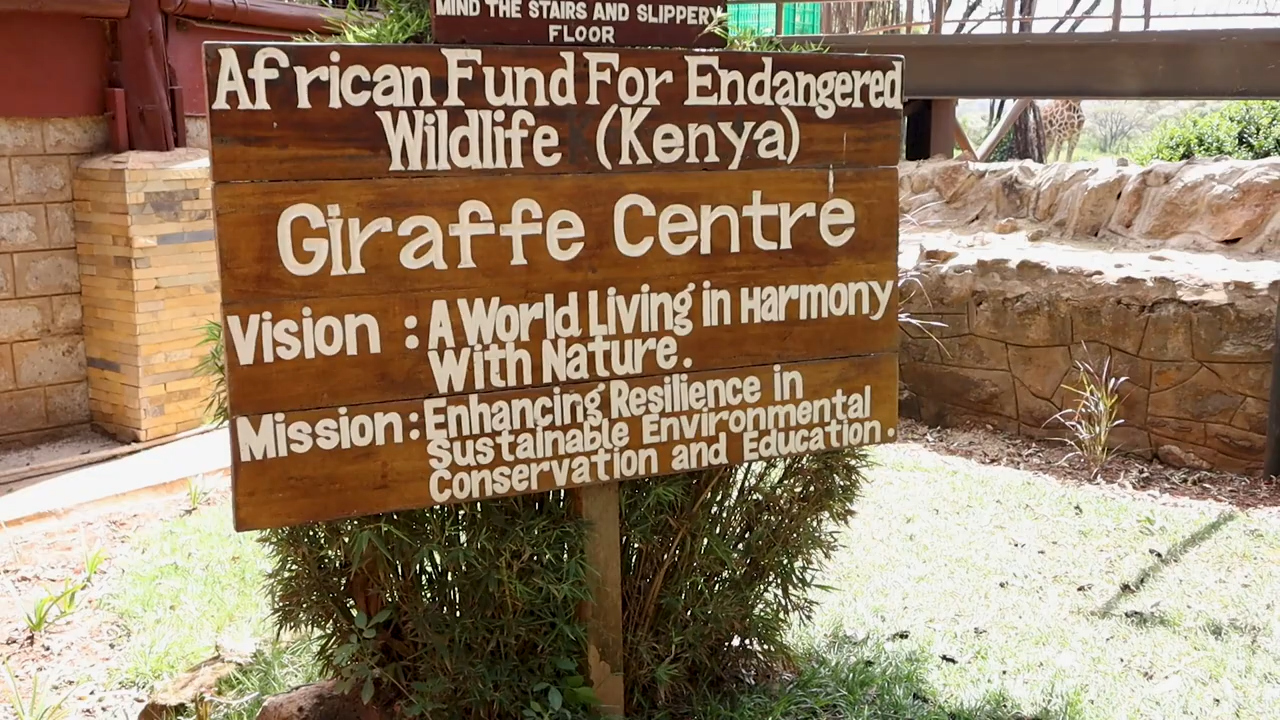 MIND THE STAIRS AND SLIPPERY
FLOOR
African Fund For Endangered
Wildlife (Kenya)
Giraffe Centre
Vision : A World Living in Harmony
With Nature.
Mission : Enhancing Resilience in
Sustainable Environmental
Conservation and Education.